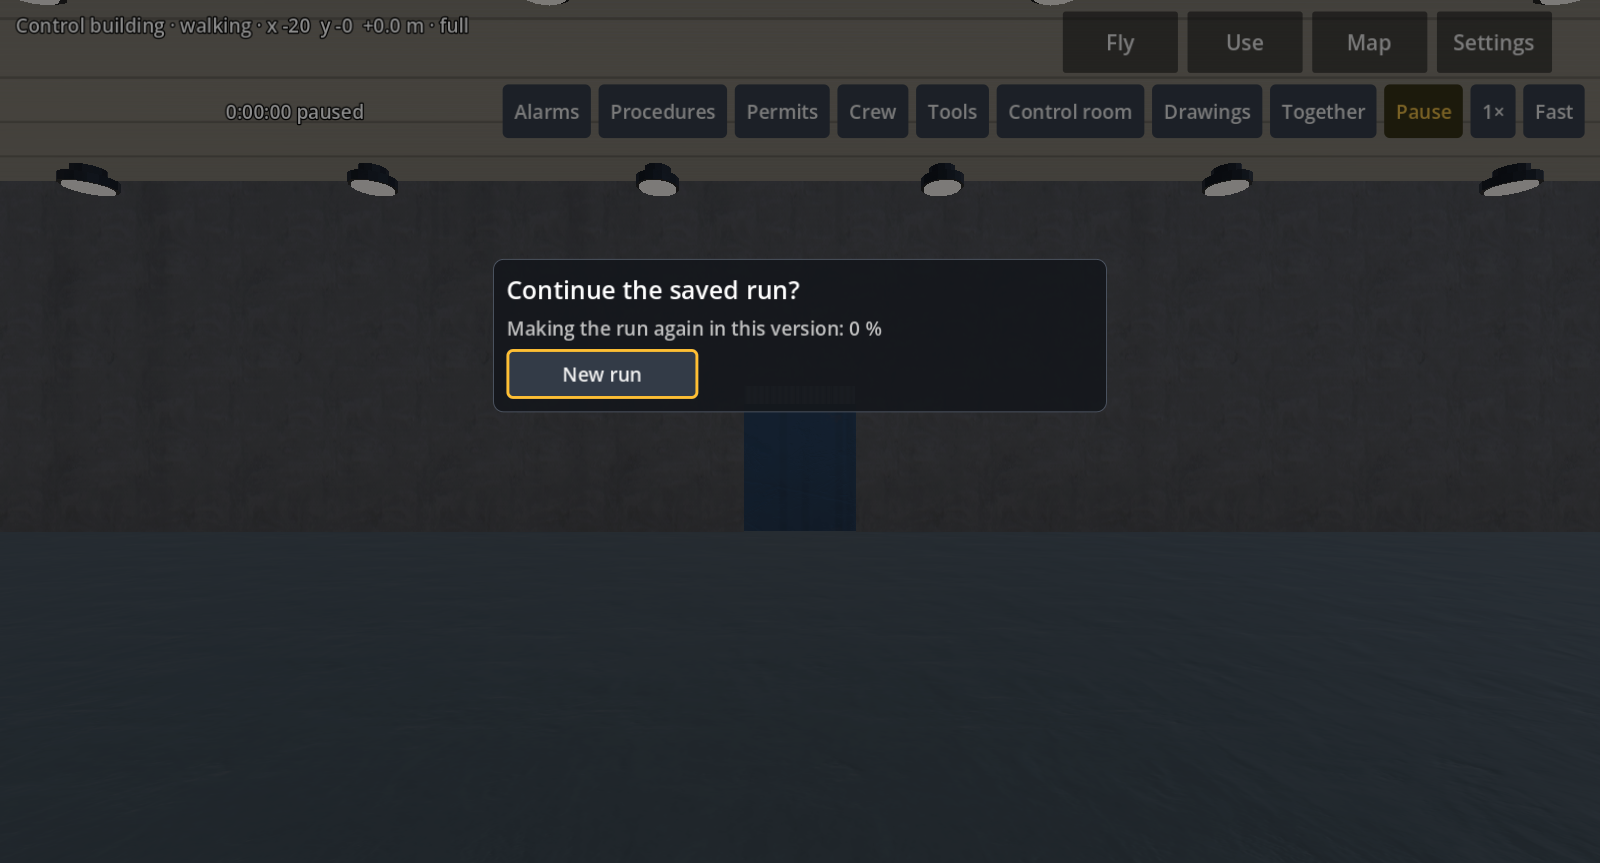 Control building · walking · x -20 y -0 +0.0 m · full
Fly
Use
Map
Settings
0:00:00 paused
Alarms
Procedures
Permits
Crew
Tools
Control room
Drawings
Together
Pause
1×
Fast
Continue the saved run?
Making the run again in this version: 0 %
New run